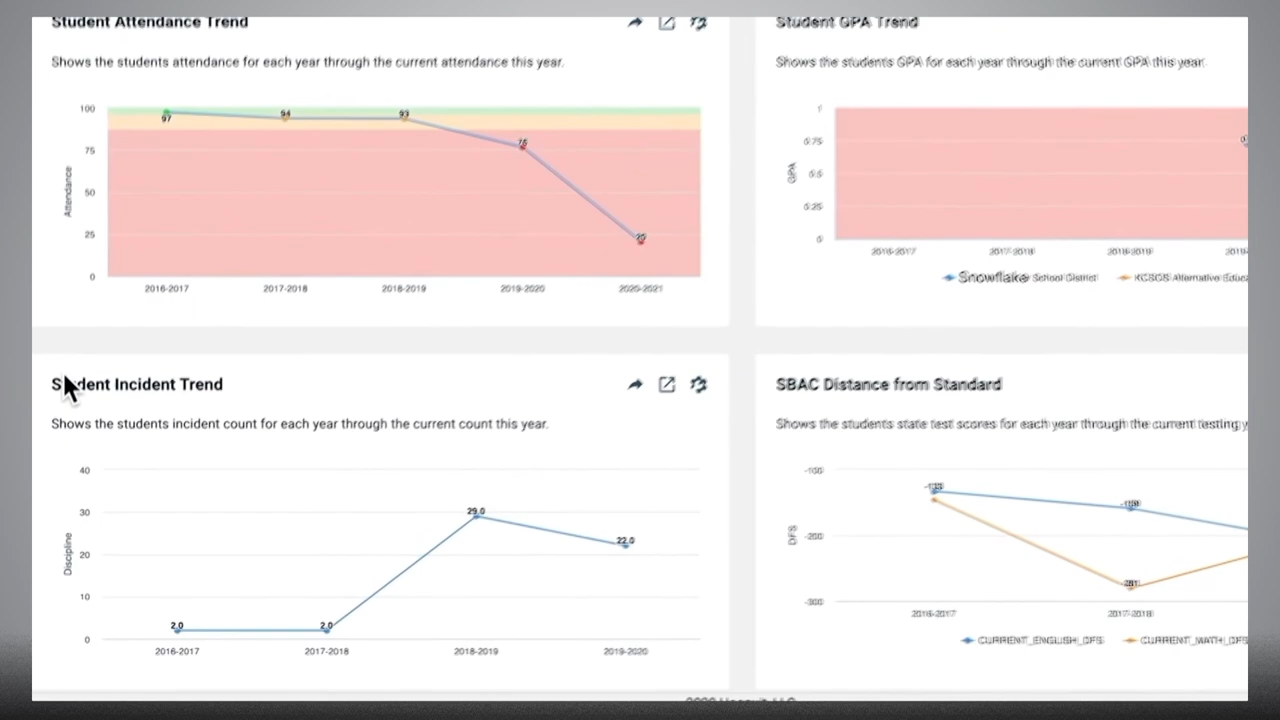 Student Attendance Trend
Shows the students attendance for each year through the current attendance this year.
100
75
50
25
0
Attendance
97
94
93
76
20
2016-2017
2017-2018
2018-2019
2019-2020
2020-2021
Student GPA Trend
Shows the students GPA for each year through the current GPA this year.
1
0.75
0.5
0.25
0
GPA
2016-2017
2017-2018
2018-2019
2019-
Snowflake School District
KCSOS Alternative Educa
Student Incident Trend
Shows the students incident count for each year through the current count this year.
40
30
20
10
0
Discipline
2.0
2.0
29.0
22.0
2016-2017
2017-2018
2018-2019
2019-2020
SBAC Distance from Standard
Shows the students state test scores for each year through the current testing y
-100
-200
-300
DFS
-281
2016-2017
2017-2018
CURRENT_ENGLISH_DFS
CURRENT_MATH_DFS